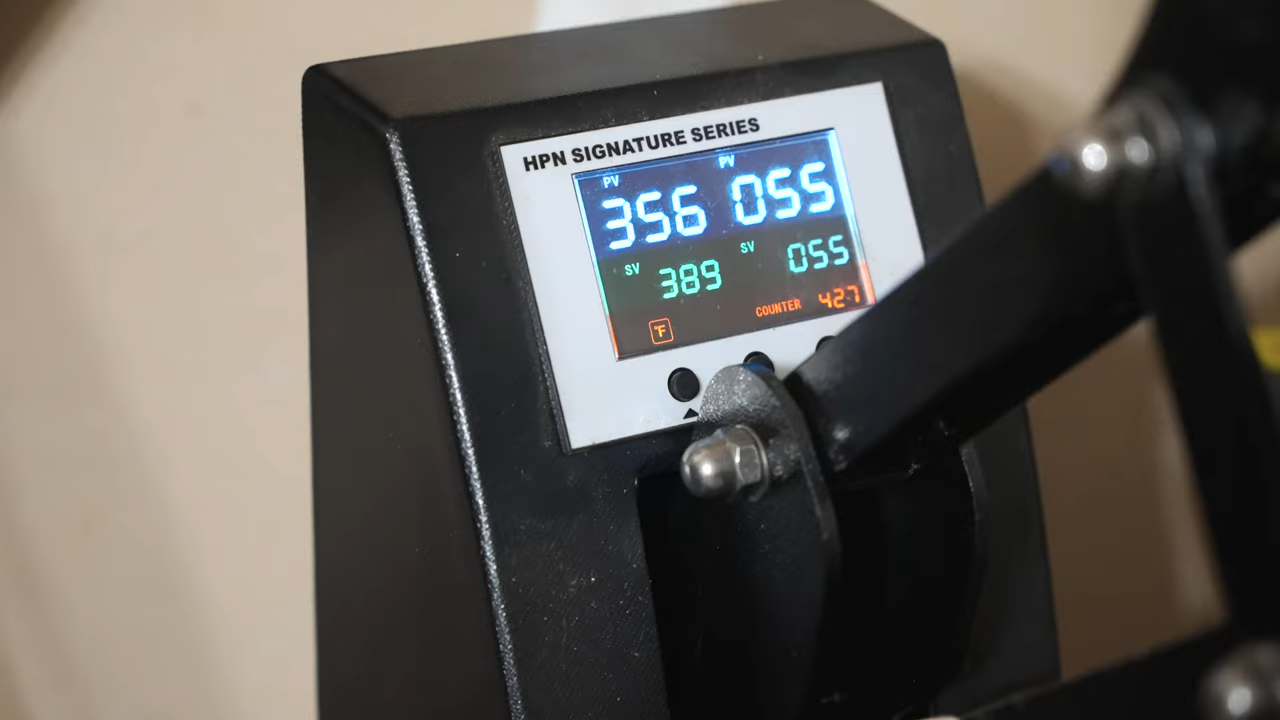 HPN SIGNATURE SERIES
PV PV
356 055
SV 389 SV 055
°F COUNTER 427